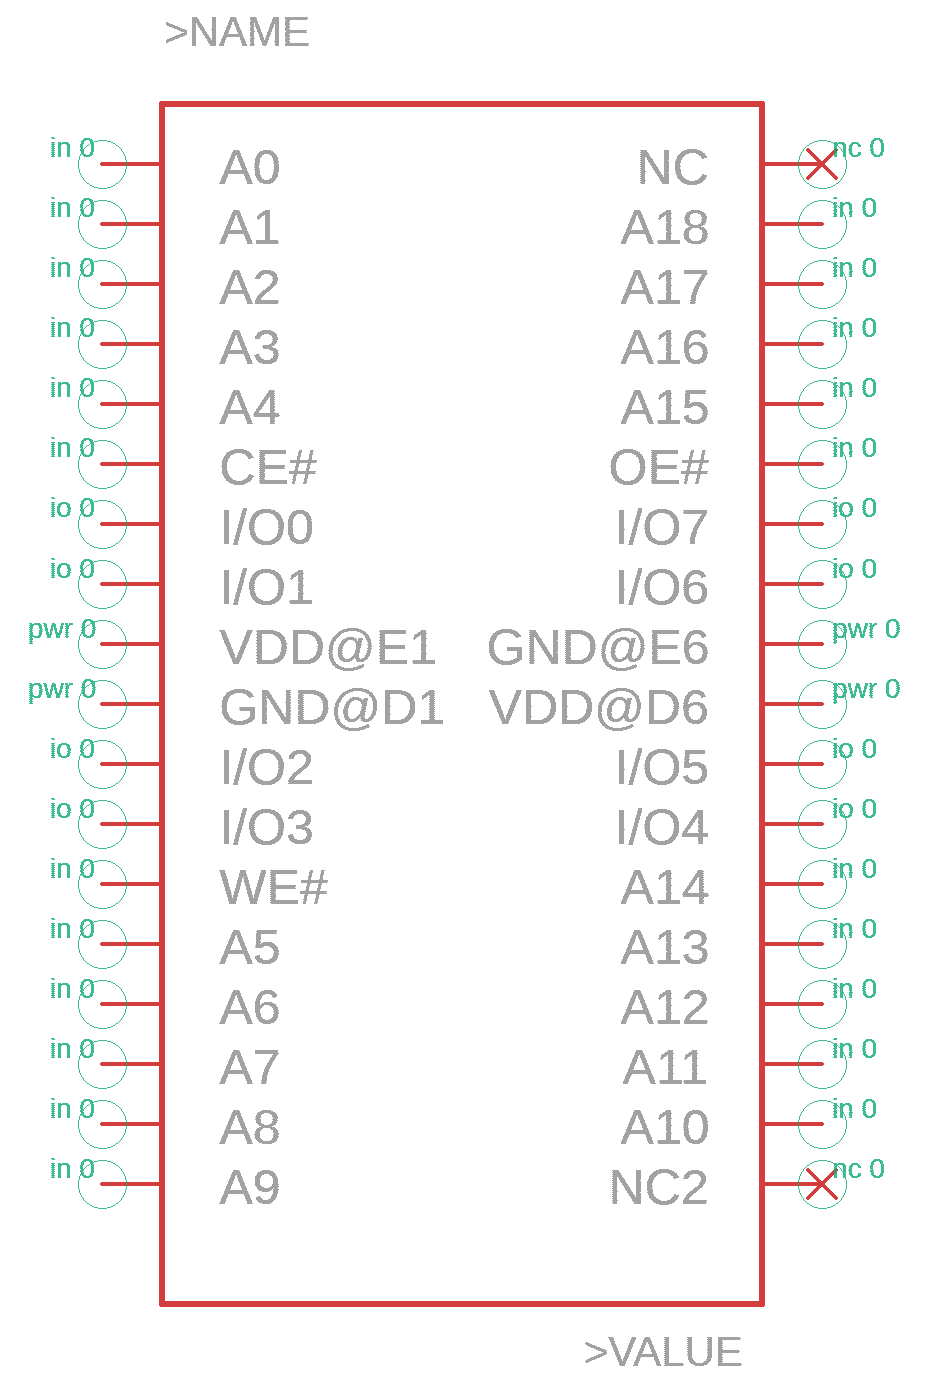 >NAME
in 0 A0 NC nc 0
in 0 A1 A18 in 0
in 0 A2 A17 in 0
in 0 A3 A16 in 0
in 0 A4 A15 in 0
in 0 CE# OE# in 0
io 0 I/O0 I/O7 io 0
io 0 I/O1 I/O6 io 0
pwr 0 VDD@E1 GND@E6 pwr 0
pwr 0 GND@D1 VDD@D6 pwr 0
io 0 I/O2 I/O5 io 0
io 0 I/O3 I/O4 io 0
in 0 WE# A14 in 0
in 0 A5 A13 in 0
in 0 A6 A12 in 0
in 0 A7 A11 in 0
in 0 A8 A10 in 0
in 0 A9 NC2 nc 0
>VALUE